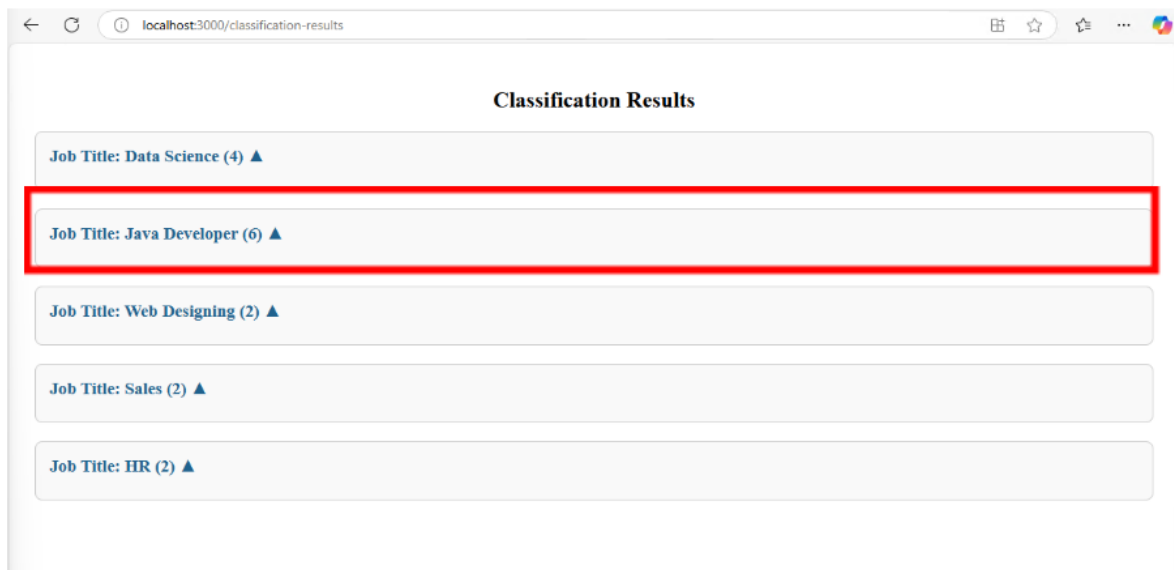 localhost:3000/classification-results
Classification Results
Job Title: Data Science (4) ▲
Job Title: Java Developer (6) ▲
Job Title: Web Designing (2) ▲
Job Title: Sales (2) ▲
Job Title: HR (2) ▲